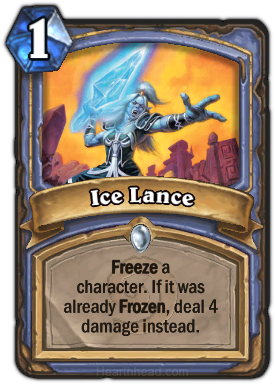 1
Ice Lance
Freeze a
character. If it was
already Frozen, deal 4
damage instead.
Hearthhead.com